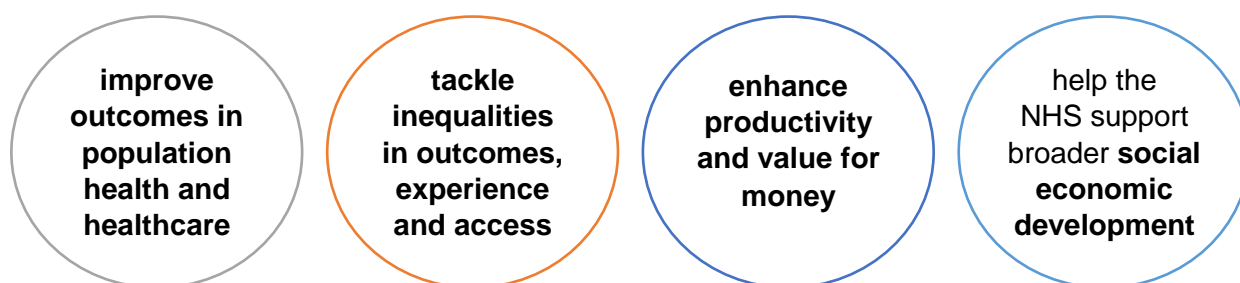 improve
outcomes in
population
health and
healthcare
tackle
inequalities
in outcomes,
experience
and access
enhance
productivity
and value for
money
help the
NHS support
broader social
economic
development